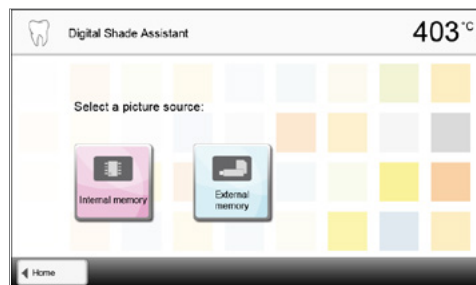 Digital Shade Assistant
403°C
Select a picture source:
Internal memory
External
memory
Home